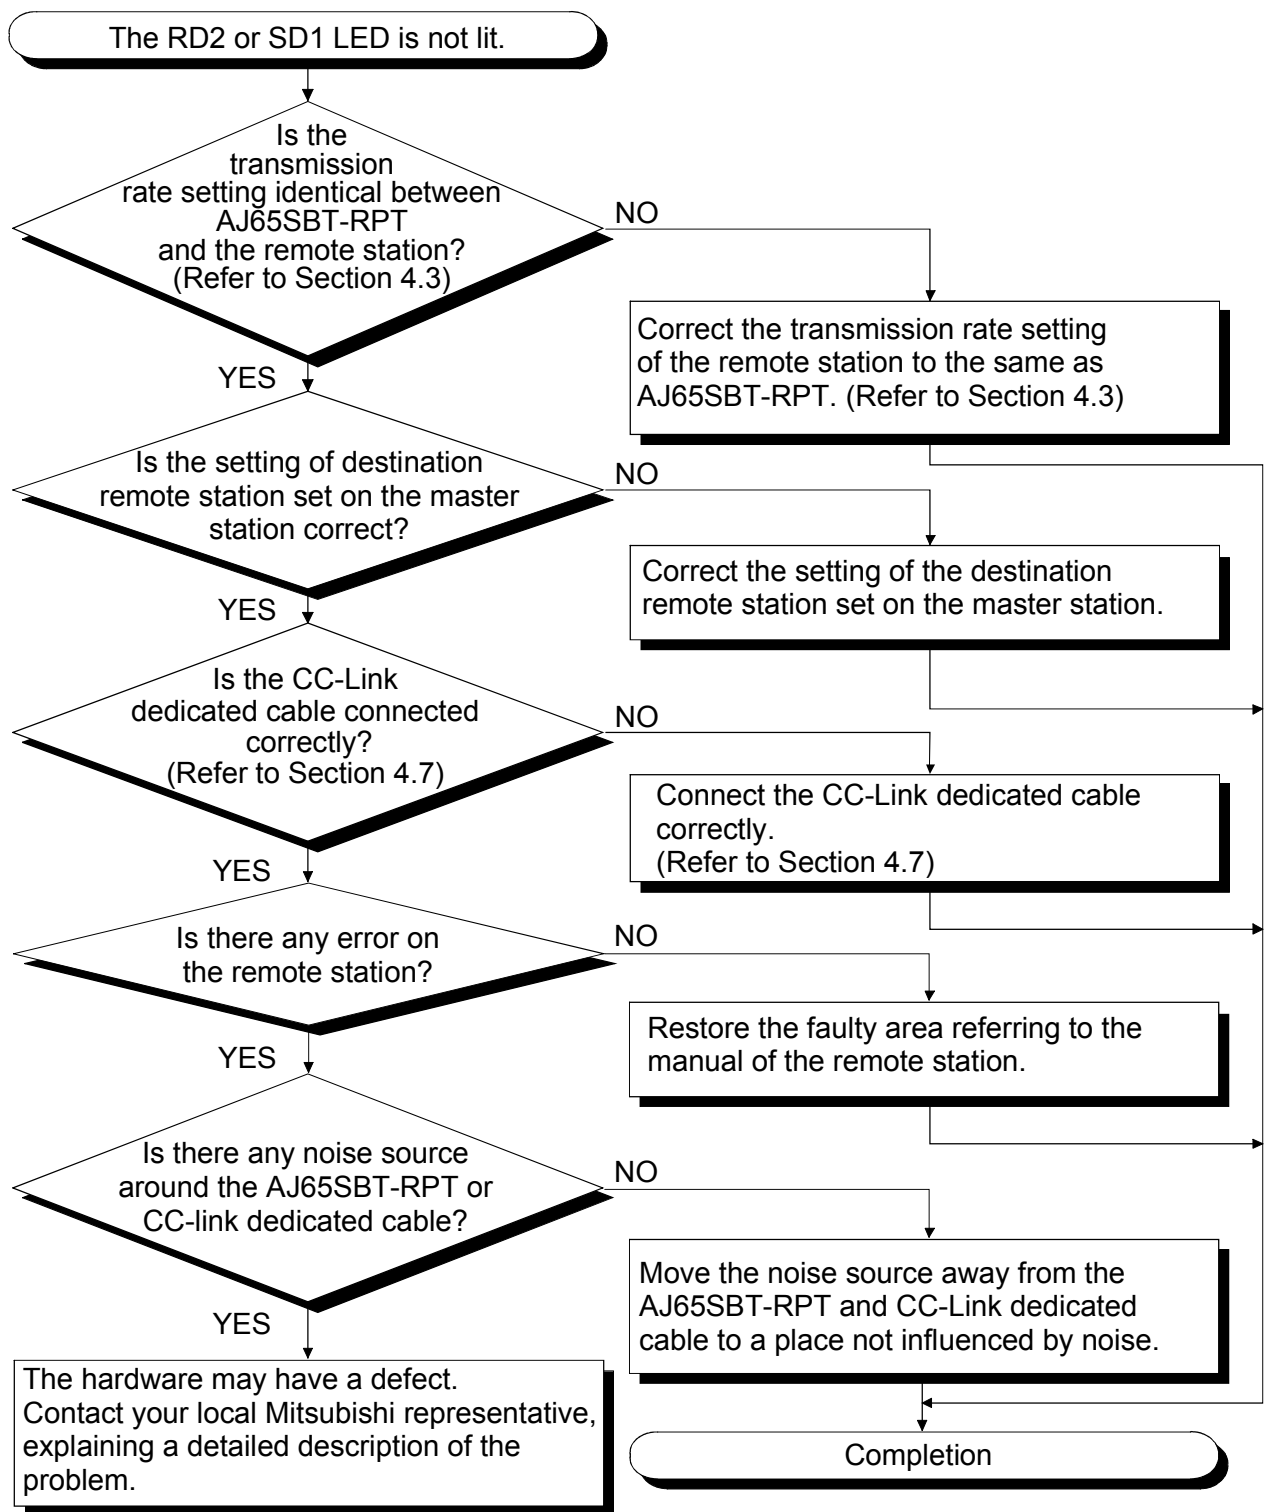 The RD2 or SD1 LED is not lit.
Is the
transmission
rate setting identical between
AJ65SBT-RPT
and the remote station?
(Refer to Section 4.3)
NO
Correct the transmission rate setting
of the remote station to the same as
AJ65SBT-RPT. (Refer to Section 4.3)
YES
Is the setting of destination
remote station set on the master
station correct?
NO
Correct the setting of the destination
remote station set on the master station.
YES
Is the CC-Link
dedicated cable connected
correctly?
(Refer to Section 4.7)
NO
Connect the CC-Link dedicated cable
correctly.
(Refer to Section 4.7)
YES
Is there any error on
the remote station?
NO
Restore the faulty area referring to the
manual of the remote station.
YES
Is there any noise source
around the AJ65SBT-RPT or
CC-link dedicated cable?
NO
Move the noise source away from the
AJ65SBT-RPT and CC-Link dedicated
cable to a place not influenced by noise.
YES
The hardware may have a defect.
Contact your local Mitsubishi representative,
explaining a detailed description of the
problem.
Completion